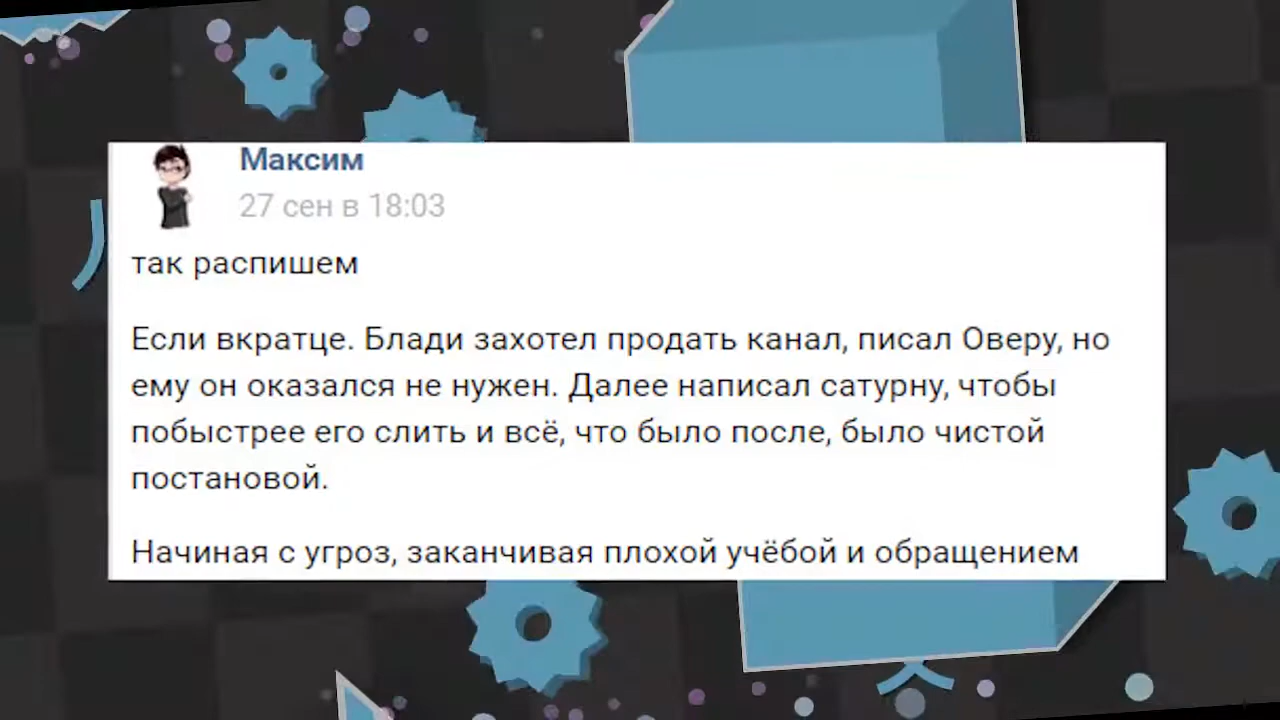 Максим
27 сен в 18:03
так распишем
Если вкратце. Блади захотел продать канал, писал Оверу, но
ему он оказался не нужен. Далее написал сатурну, чтобы
побыстрее его слить и всё, что было после, было чистой
постановой.
Начиная с угроз, заканчивая плохой учёбой и обращением